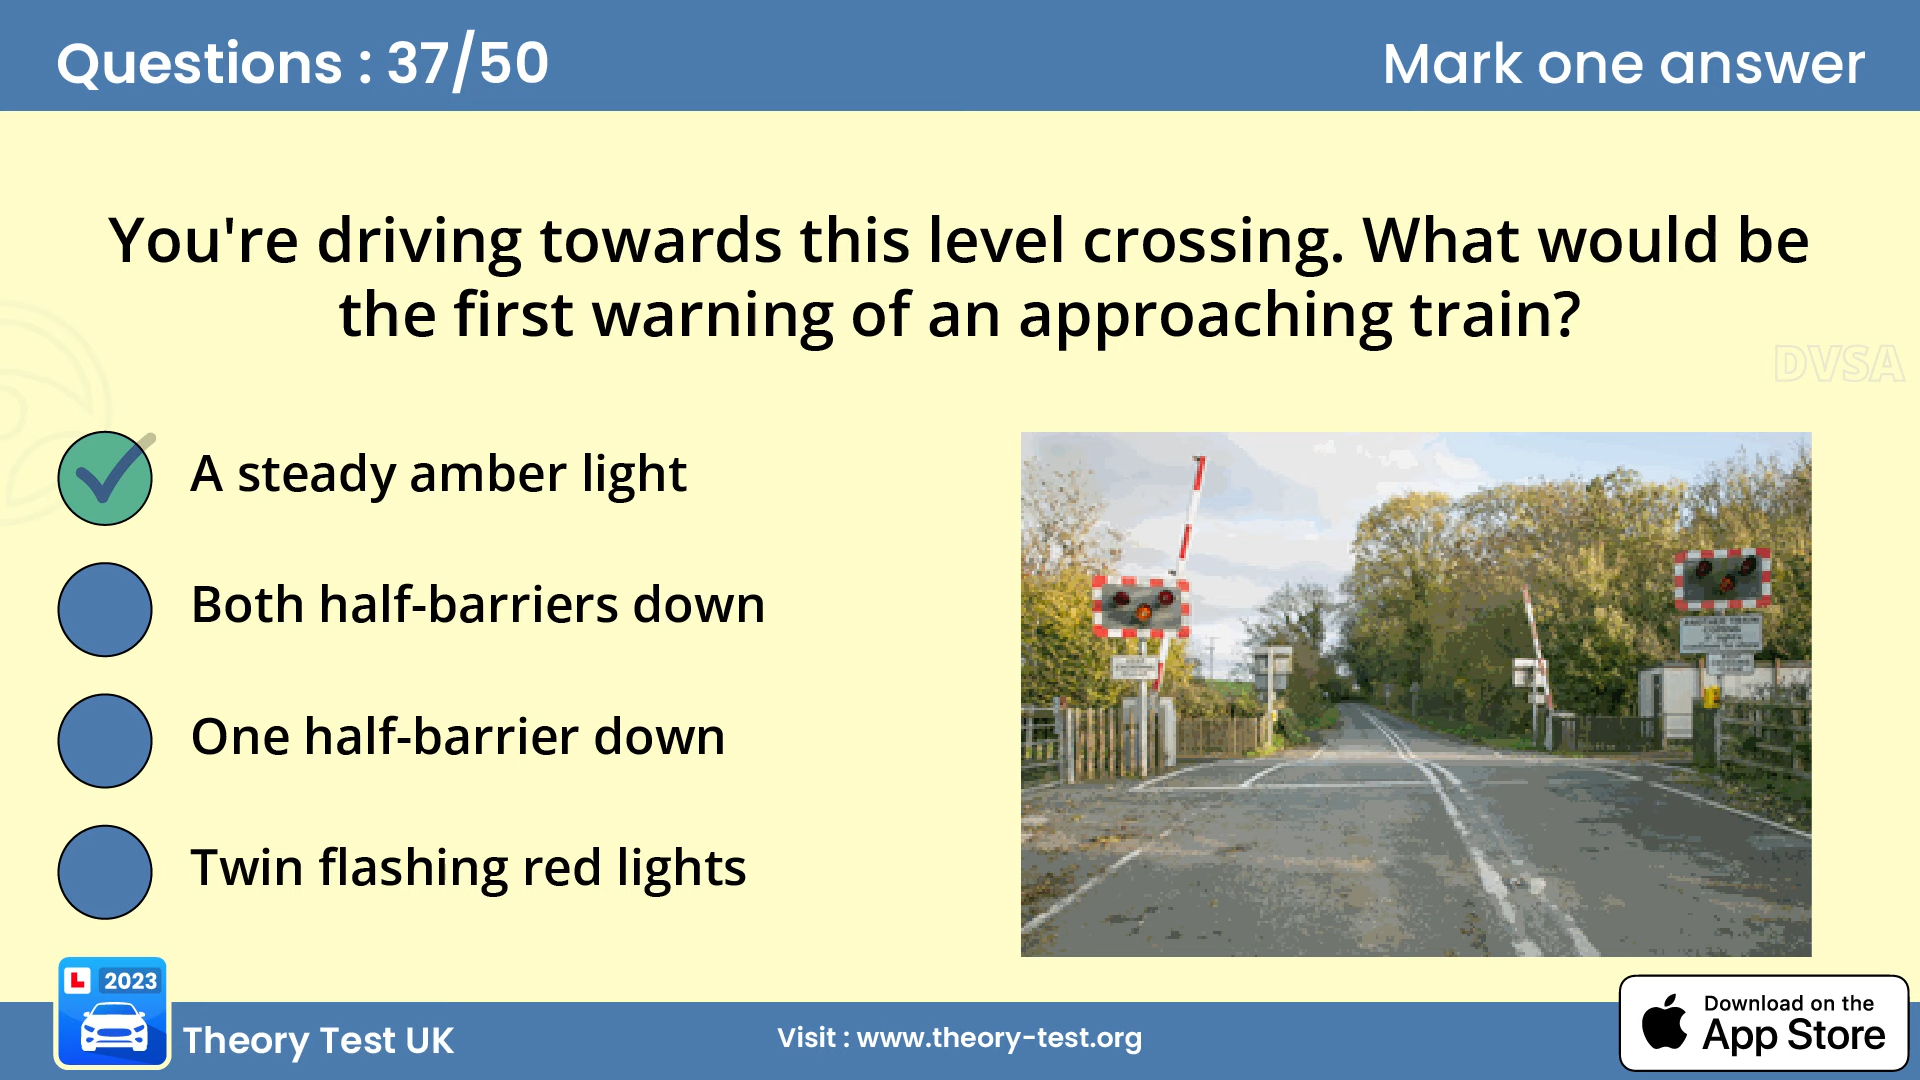 Questions : 37/50
Mark one answer
You're driving towards this level crossing. What would be
the first warning of an approaching train?
DVSA
A steady amber light
Both half-barriers down
One half-barrier down
Twin flashing red lights
L 2023
Theory Test UK
Visit : www.theory-test.org
Download on the
App Store